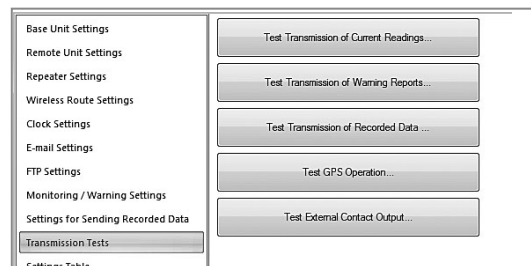 Base Unit Settings
Remote Unit Settings
Repeater Settings
Wireless Route Settings
Clock Settings
E-mail Settings
FTP Settings
Monitoring / Warning Settings
Settings for Sending Recorded Data
Transmission Tests
Settings Table
Test Transmission of Current Readings...
Test Transmission of Warning Reports...
Test Transmission of Recorded Data ...
Test GPS Operation...
Test External Contact Output...